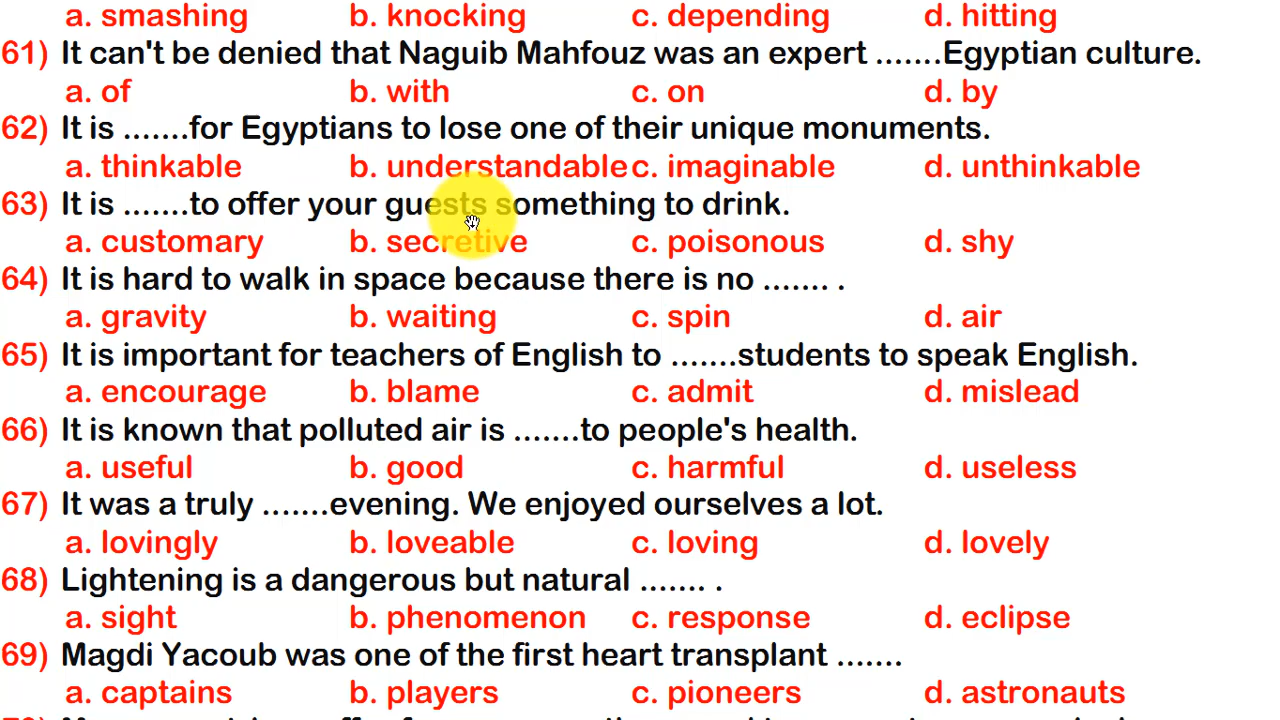 a. smashing b. knocking c. depending d. hitting
61) It can't be denied that Naguib Mahfouz was an expert .......Egyptian culture.
a. of b. with c. on d. by
62) It is .......for Egyptians to lose one of their unique monuments.
a. thinkable b. understandable c. imaginable d. unthinkable
63) It is .......to offer your guests something to drink.
a. customary b. secretive c. poisonous d. shy
64) It is hard to walk in space because there is no ....... .
a. gravity b. waiting c. spin d. air
65) It is important for teachers of English to .......students to speak English.
a. encourage b. blame c. admit d. mislead
66) It is known that polluted air is .......to people's health.
a. useful b. good c. harmful d. useless
67) It was a truly .......evening. We enjoyed ourselves a lot.
a. lovingly b. loveable c. loving d. lovely
68) Lightening is a dangerous but natural ....... .
a. sight b. phenomenon c. response d. eclipse
69) Magdi Yacoub was one of the first heart transplant .......
a. captains b. players c. pioneers d. astronauts